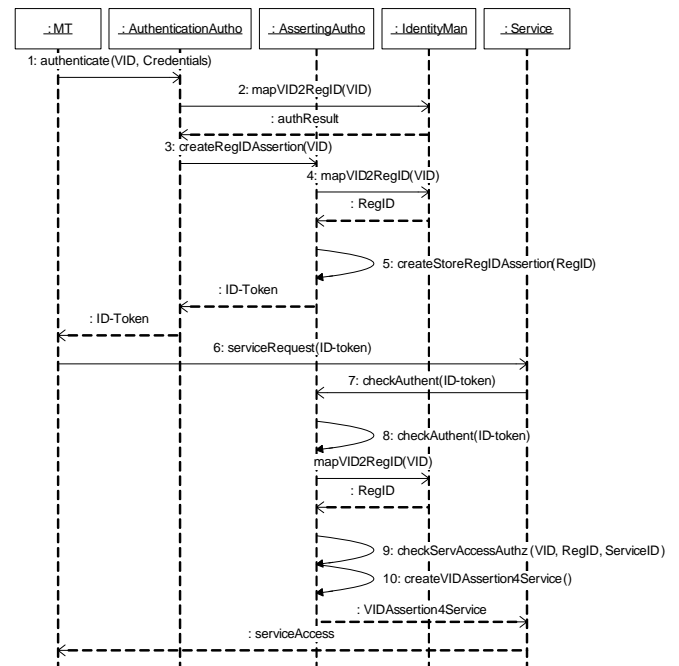 : MT
: AuthenticationAutho
: AssertingAutho
: IdentityMan
: Service
1: authenticate(VID, Credentials)
2: mapVID2RegID(VID)
: authResult
3: createRegIDAssertion(VID)
4: mapVID2RegID(VID)
: RegID
5: createStoreRegIDAssertion(RegID)
: ID-Token
: ID-Token
6: serviceRequest(ID-token)
7: checkAuthent(ID-token)
8: checkAuthent(ID-token)
mapVID2RegID(VID)
: RegID
9: checkServAccessAuthz(VID, RegID, ServiceID)
10: createVIDAssertion4Service()
: VIDAssertion4Service
: serviceAccess